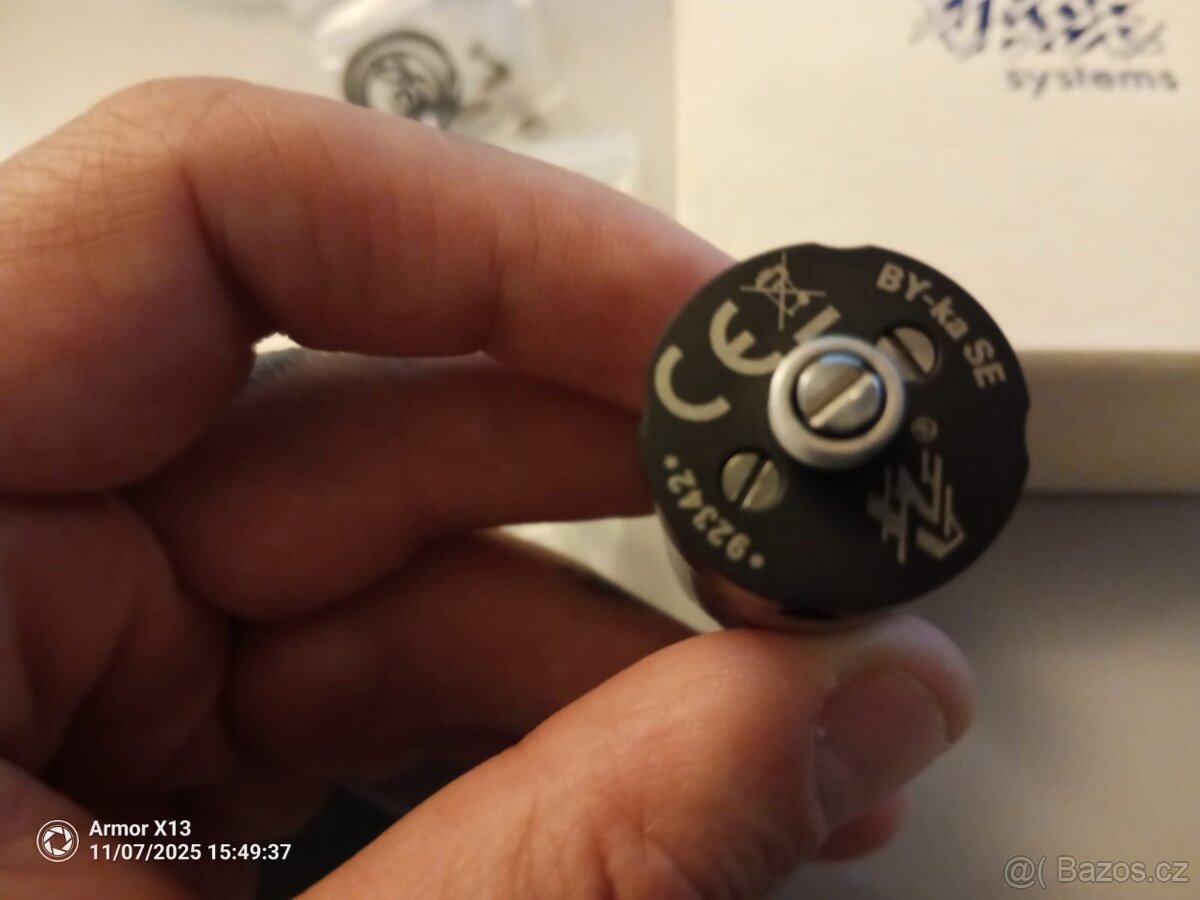 systems
BY-ka SE
CE
®
•92342•
Armor X13
11/07/2025 15:49:37
@( Bazos.cz